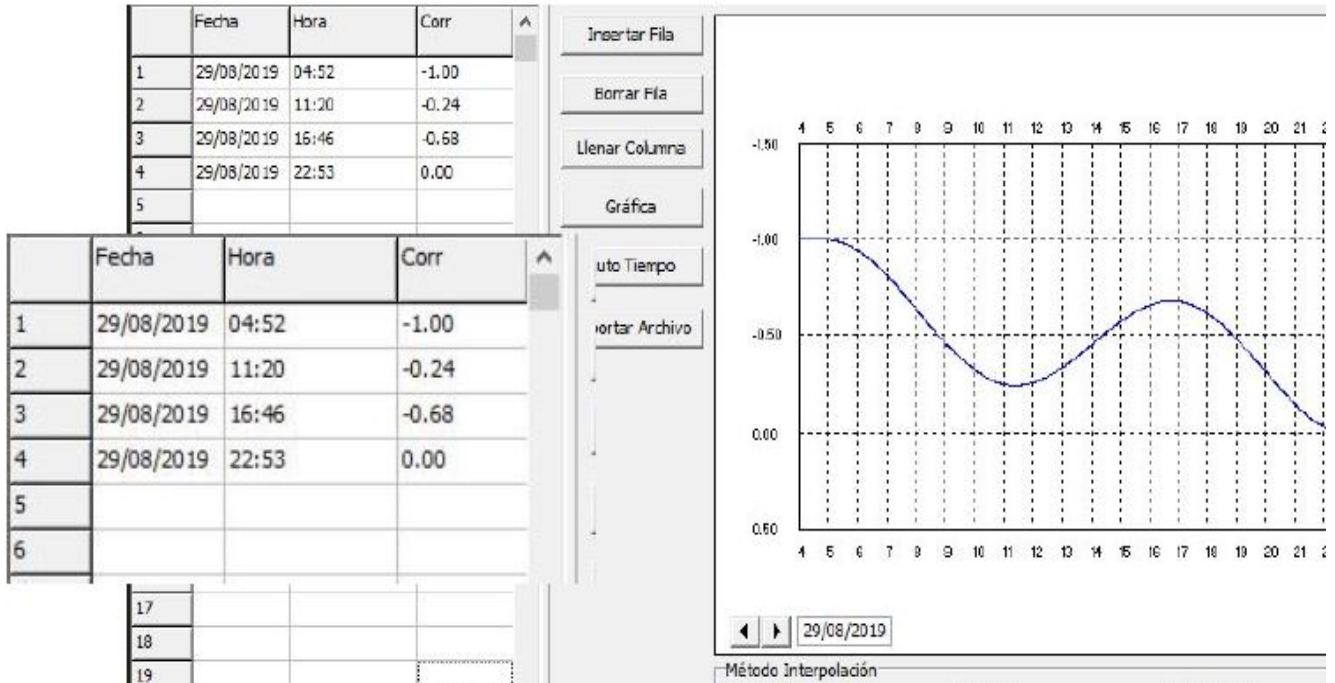 Fecha Hora Corr
1 29/08/2019 04:52 -1.00
2 29/08/2019 11:20 -0.24
3 29/08/2019 16:46 -0.68
4 29/08/2019 22:53 0.00
5
Fecha Hora Corr
1 29/08/2019 04:52 -1.00
2 29/08/2019 11:20 -0.24
3 29/08/2019 16:46 -0.68
4 29/08/2019 22:53 0.00
5
6
17
18
19
Insertar Fila
Borrar Fila
Llenar Columna
Gráfica
uto Tiempo
portar Archivo
4 5 6 7 8 9 10 11 12 13 14 15 16 17 18 19 20 21
-1.50
-1.00
-0.50
0.00
0.50
4 5 6 7 8 9 10 11 12 13 14 15 16 17 18 19 20 21
29/08/2019
Método Interpolación